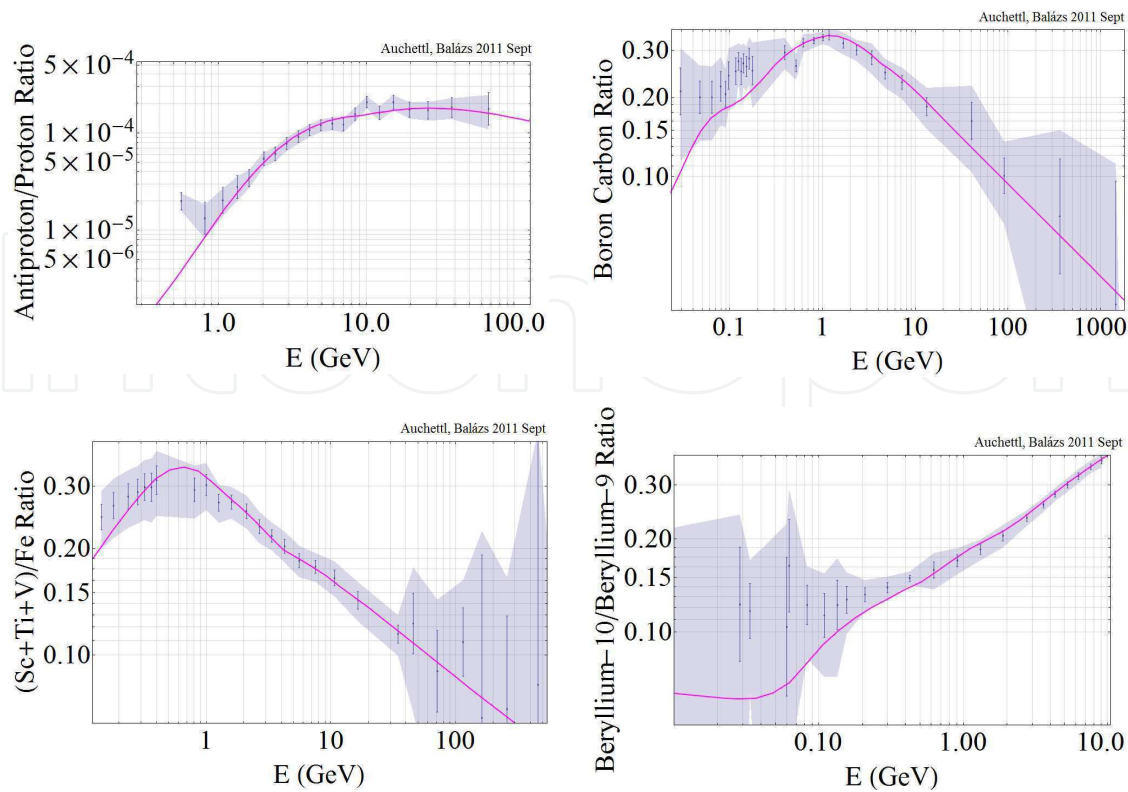 Auchettl, Balázs 2011 Sept
Antiproton/Proton Ratio
5×10⁻⁴
1×10⁻⁴
5×10⁻⁵
1×10⁻⁵
5×10⁻⁶
1.0 10.0 100.0
E (GeV)
Auchettl, Balázs 2011 Sept
Boron Carbon Ratio
0.30
0.20
0.15
0.10
0.1 1 10 100 1000
E (GeV)
Auchettl, Balázs 2011 Sept
(Sc+Ti+V)/Fe Ratio
0.30
0.20
0.15
0.10
1 10 100
E (GeV)
Auchettl, Balázs 2011 Sept
Beryllium–10/Beryllium–9 Ratio
0.30
0.20
0.15
0.10
0.10 1.00 10.0
E (GeV)
IntechOpen